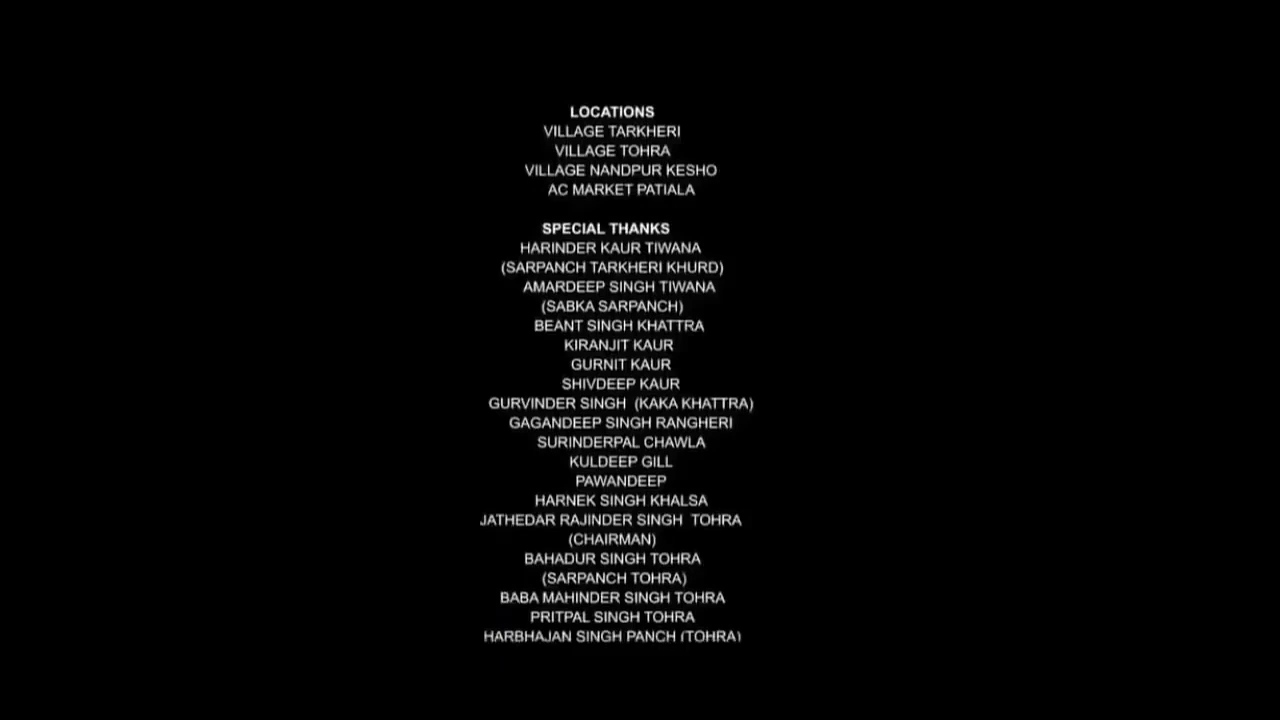 LOCATIONS
VILLAGE TARKHERI
VILLAGE TOHRA
VILLAGE NANDPUR KESHO
AC MARKET PATIALA
SPECIAL THANKS
HARINDER KAUR TIWANA
(SARPANCH TARKHERI KHURD)
AMARDEEP SINGH TIWANA
(SABKA SARPANCH)
BEANT SINGH KHATTRA
KIRANJIT KAUR
GURNIT KAUR
SHIVDEEP KAUR
GURVINDER SINGH (KAKA KHATTRA)
GAGANDEEP SINGH RANGHERI
SURINDERPAL CHAWLA
KULDEEP GILL
PAWANDEEP
HARNEK SINGH KHALSA
JATHEDAR RAJINDER SINGH TOHRA
(CHAIRMAN)
BAHADUR SINGH TOHRA
(SARPANCH TOHRA)
BABA MAHINDER SINGH TOHRA
PRITPAL SINGH TOHRA
HARBHAJAN SINGH PANCH (TOHRA)